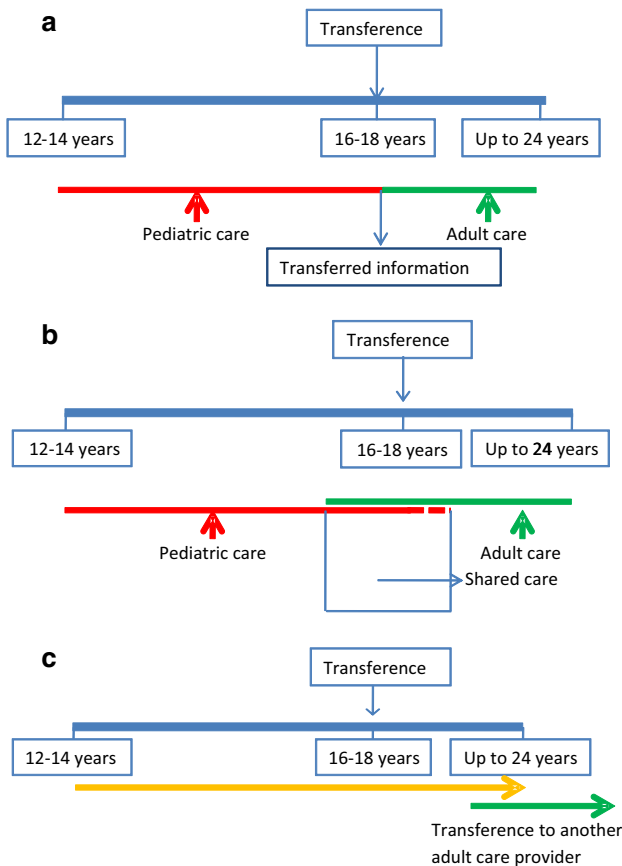 a
Transference
12-14 years
16-18 years
Up to 24 years
Pediatric care
Adult care
Transferred information
b
Transference
12-14 years
16-18 years
Up to 24 years
Pediatric care
Adult care
Shared care
c
Transference
12-14 years
16-18 years
Up to 24 years
Transference to another
adult care provider